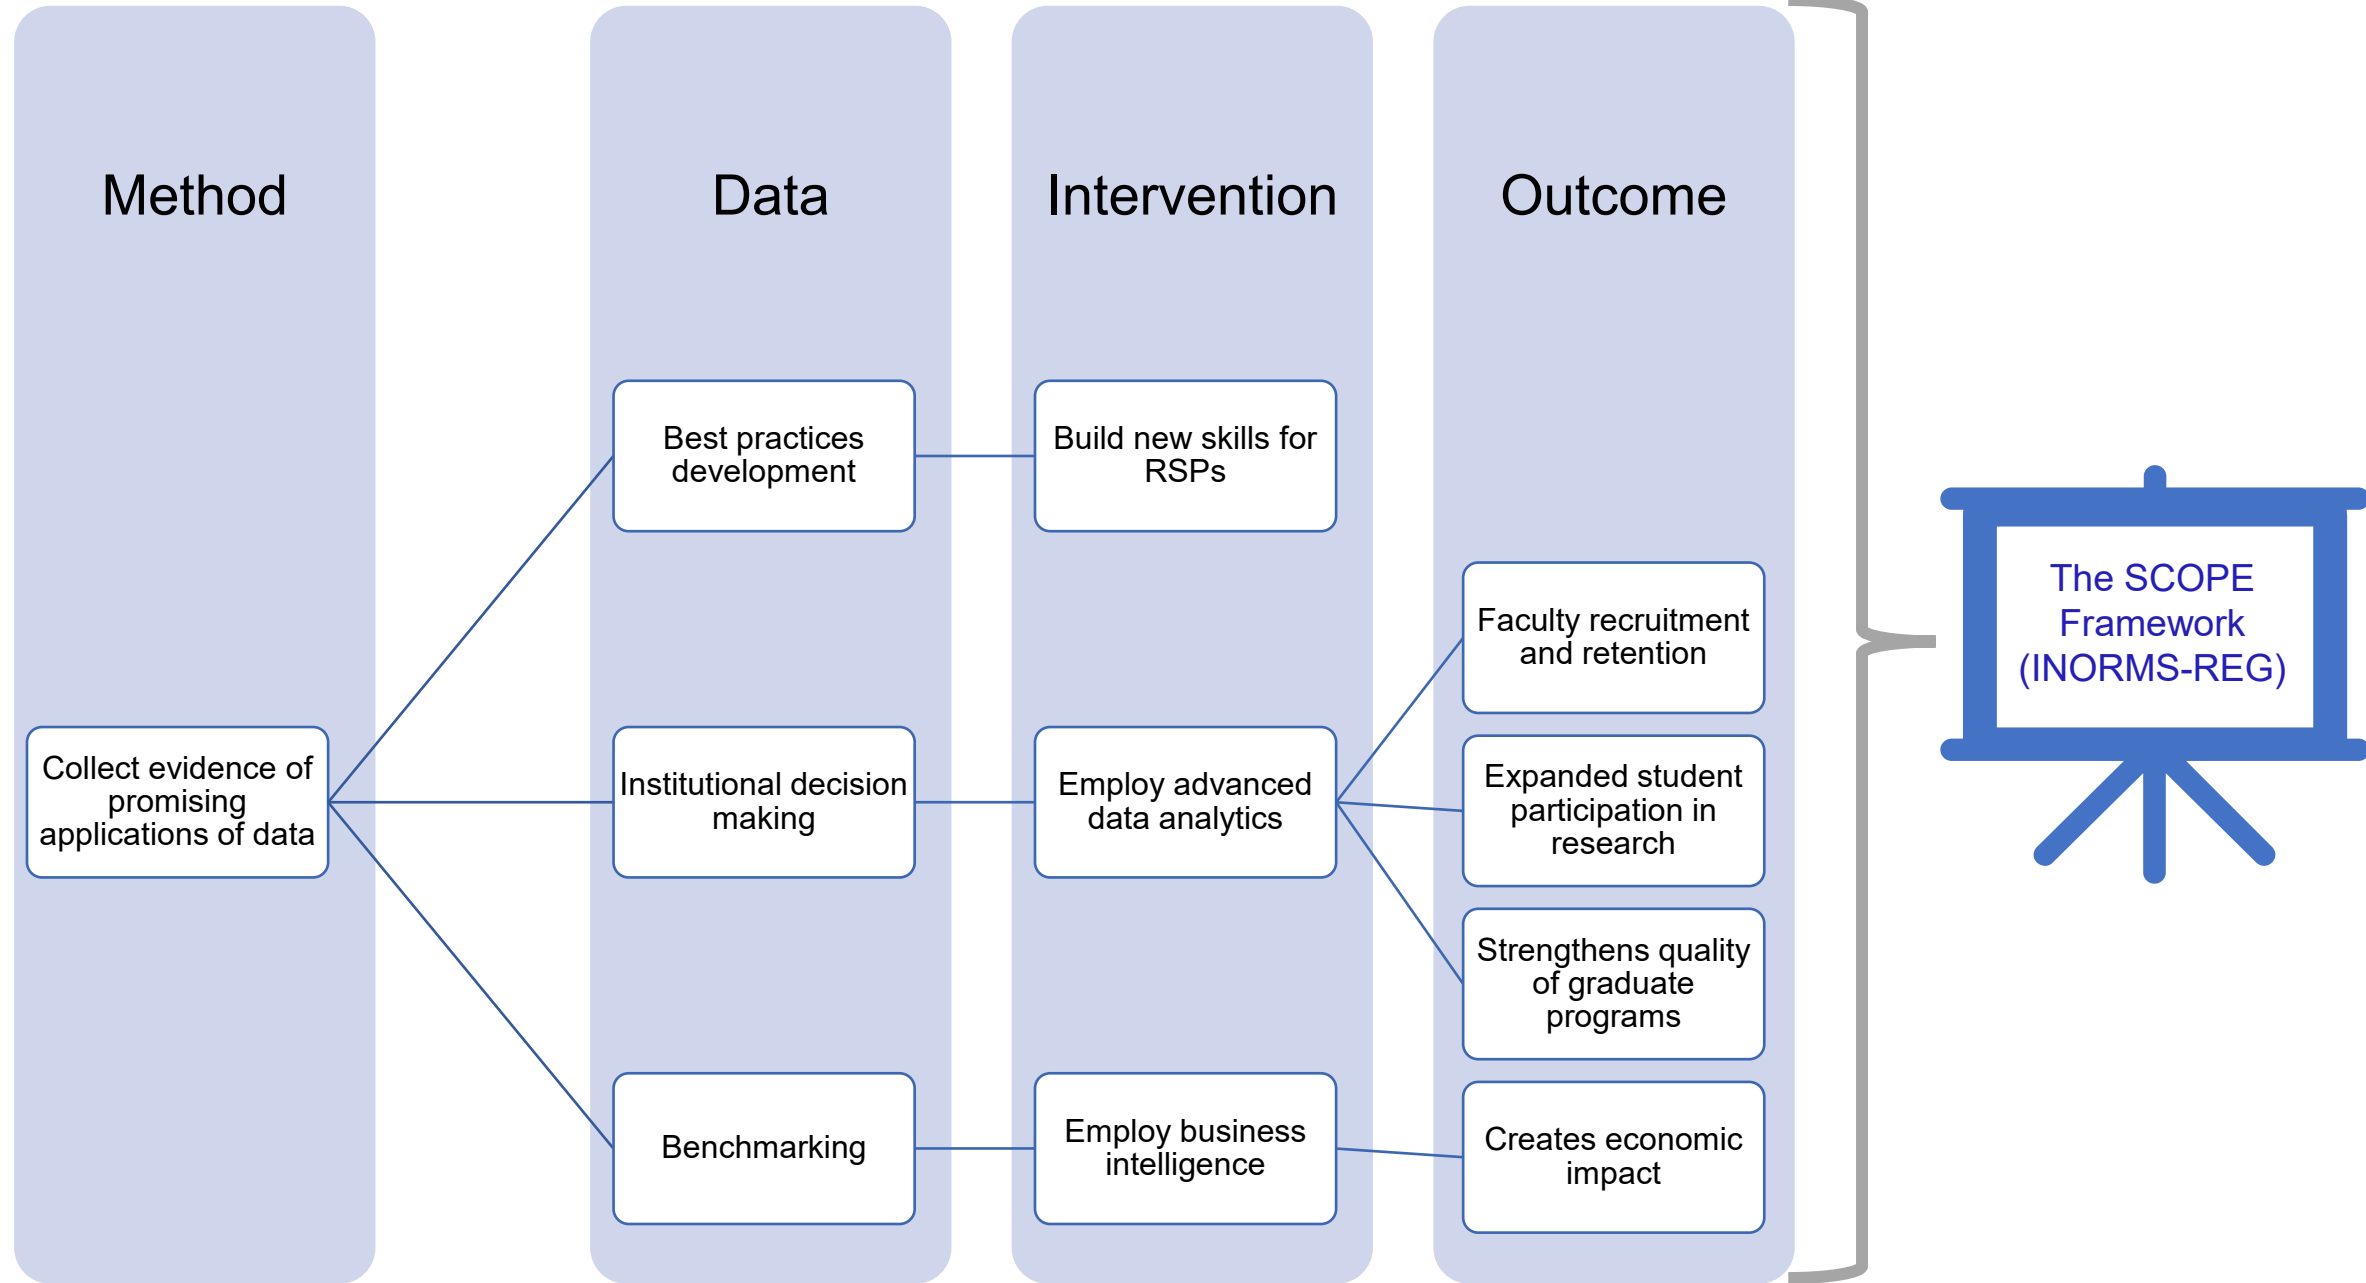 Method
Data
Intervention
Outcome
Collect evidence of
promising
applications of data
Best practices
development
Institutional decision
making
Benchmarking
Build new skills for
RSPs
Employ advanced
data analytics
Employ business
intelligence
Faculty recruitment
and retention
Expanded student
participation in
research
Strengthens quality
of graduate
programs
Creates economic
impact
The SCOPE
Framework
(INORMS-REG)